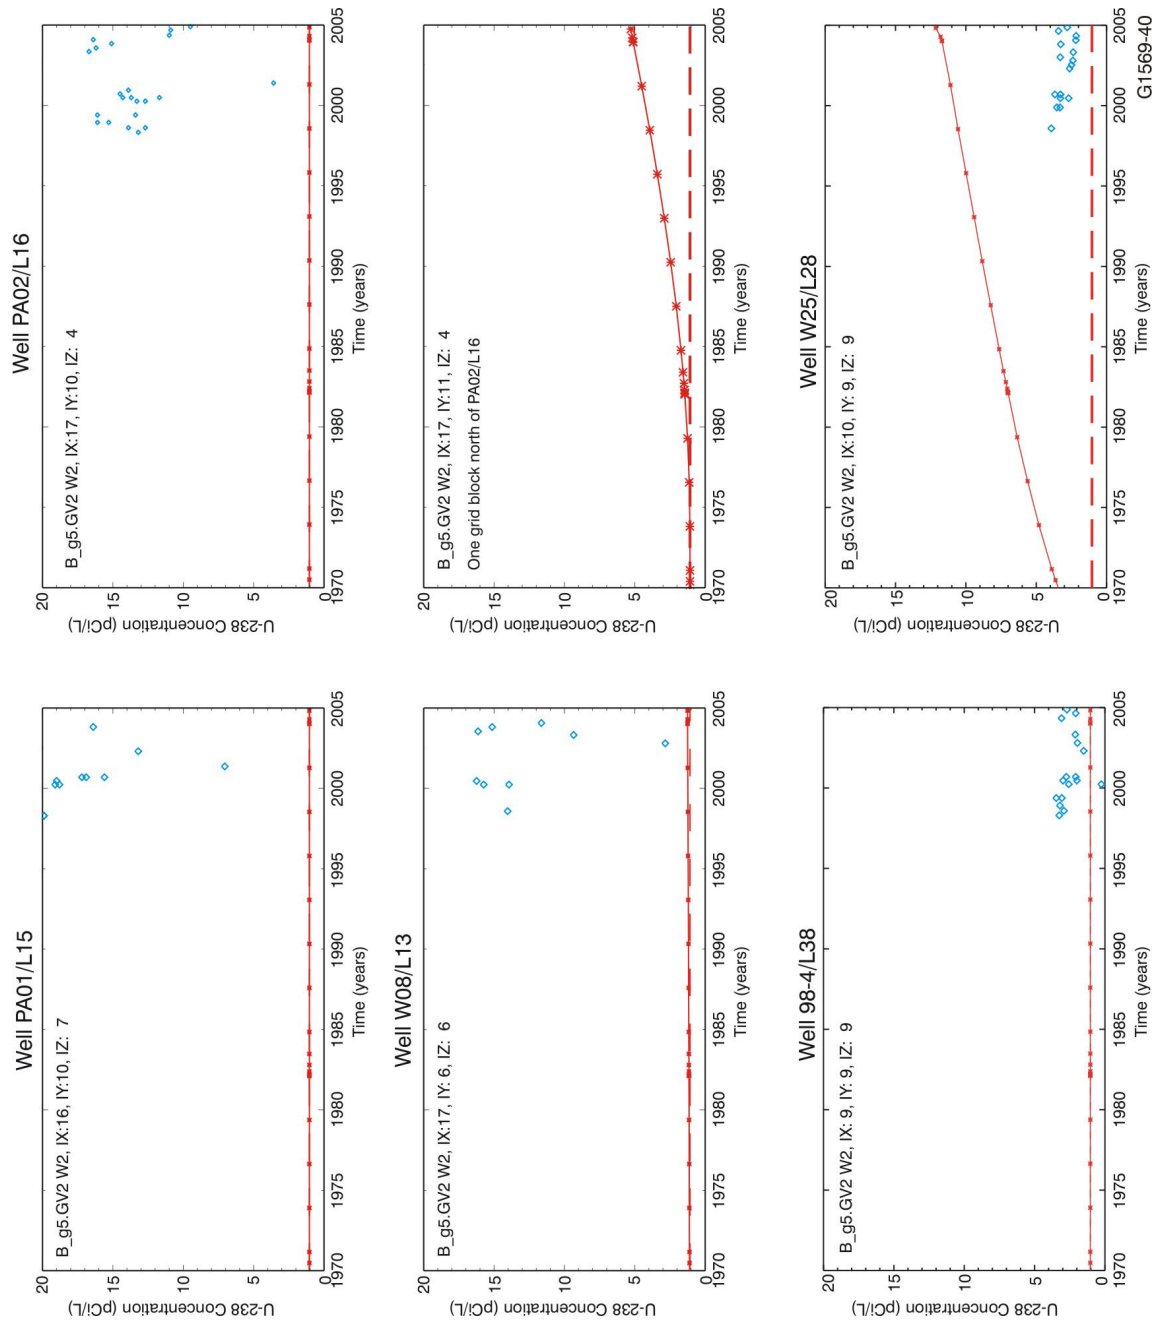 Well PA01/L15
B_g5.GV2 W2, IX:16, IY:10, IZ: 7
U-238 Concentration (pCi/L)
20
15
10
5
0
1970 1975 1980 1985 1990 1995 2000 2005
Time (years)
Well PA02/L16
B_g5.GV2 W2, IX:17, IY:10, IZ: 4
U-238 Concentration (pCi/L)
20
15
10
5
0
1970 1975 1980 1985 1990 1995 2000 2005
Time (years)
Well W08/L13
B_g5.GV2 W2, IX:17, IY: 6, IZ: 6
U-238 Concentration (pCi/L)
20
15
10
5
0
1970 1975 1980 1985 1990 1995 2000 2005
Time (years)
B_g5.GV2 W2, IX:17, IY:11, IZ: 4
One grid block north of PA02/L16
U-238 Concentration (pCi/L)
20
15
10
5
0
1970 1975 1980 1985 1990 1995 2000 2005
Time (years)
Well 98-4/L38
B_g5.GV2 W2, IX: 9, IY: 9, IZ: 9
U-238 Concentration (pCi/L)
20
15
10
5
0
1970 1975 1980 1985 1990 1995 2000 2005
Time (years)
Well W25/L28
B_g5.GV2 W2, IX:10, IY: 9, IZ: 9
U-238 Concentration (pCi/L)
20
15
10
5
0
1970 1975 1980 1985 1990 1995 2000 2005
Time (years)
G1569-40